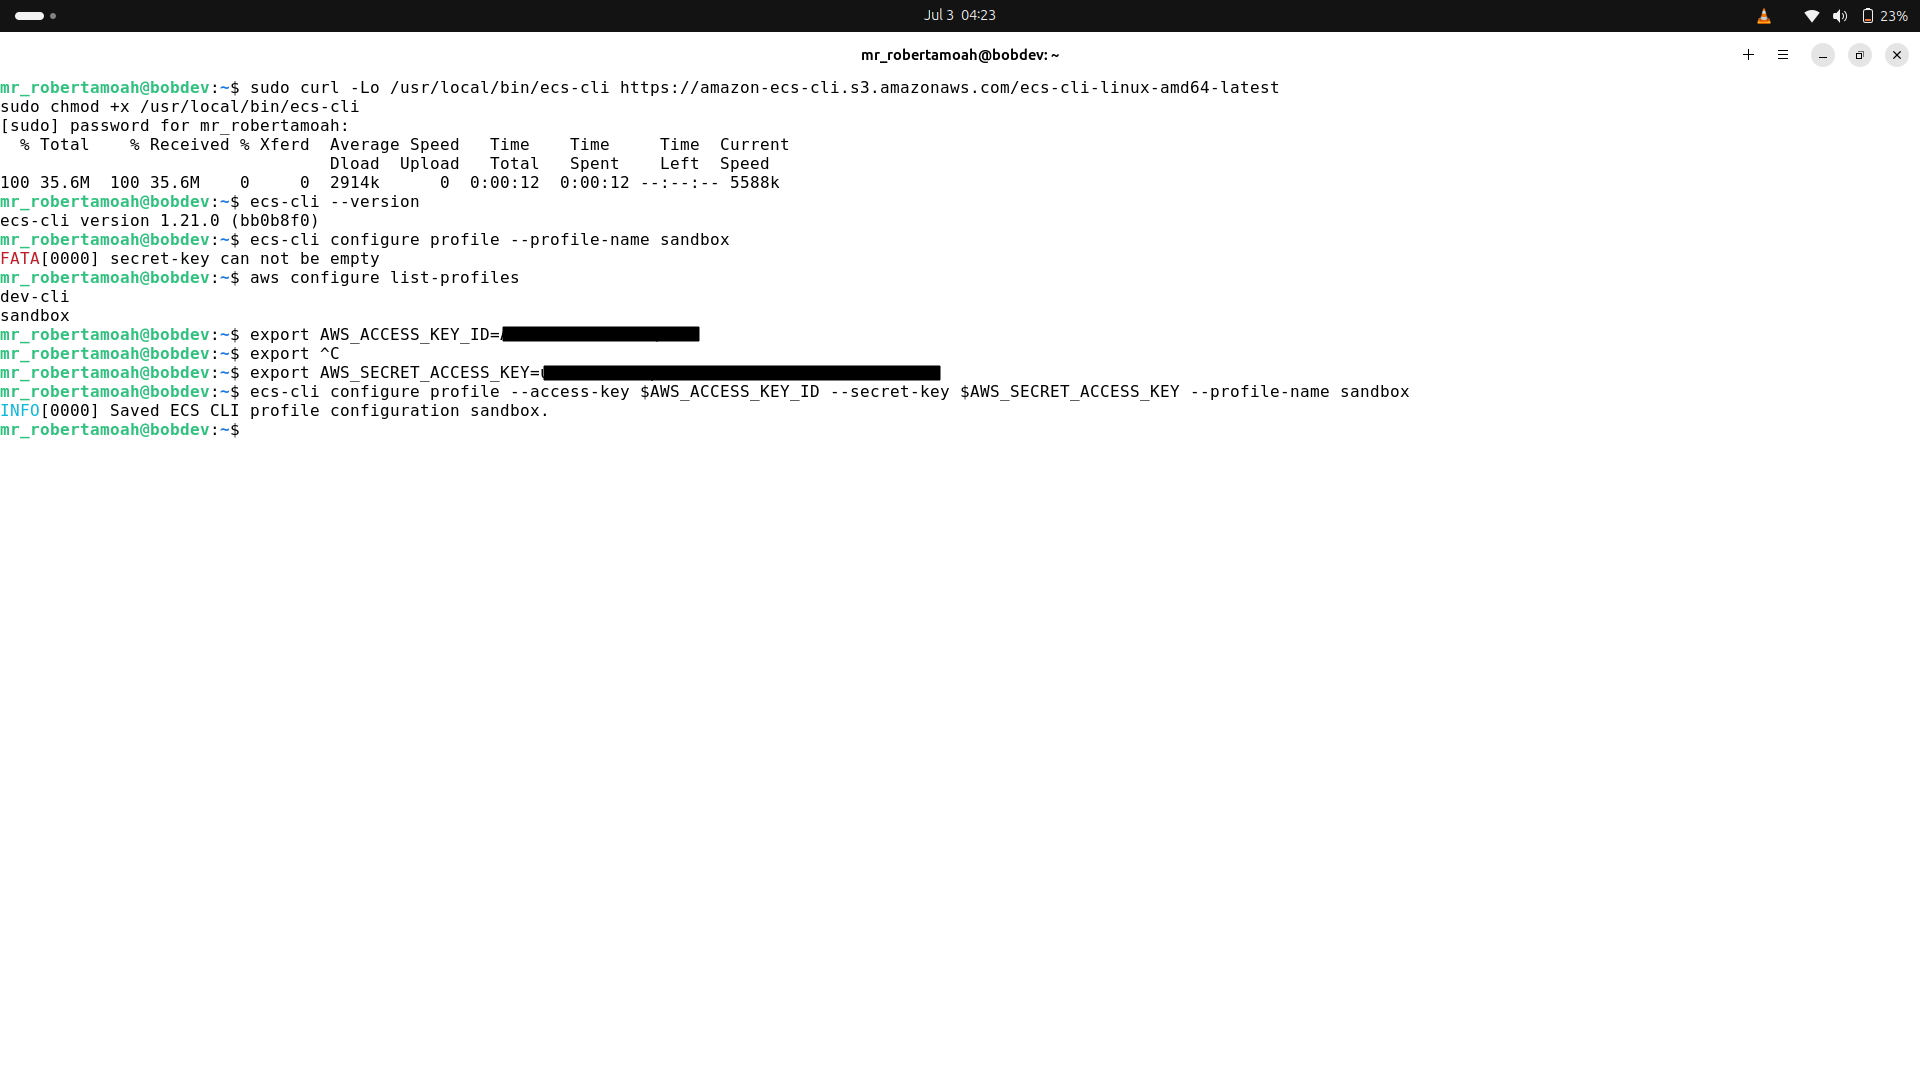 Jul 3 04:23
23%
mr_robertamoah@bobdev: ~
mr_robertamoah@bobdev:~$ sudo curl -Lo /usr/local/bin/ecs-cli https://amazon-ecs-cli.s3.amazonaws.com/ecs-cli-linux-amd64-latest
sudo chmod +x /usr/local/bin/ecs-cli
[sudo] password for mr_robertamoah:
  % Total    % Received % Xferd  Average Speed   Time    Time     Time  Current
                                 Dload  Upload   Total   Spent    Left  Speed
100 35.6M  100 35.6M    0     0  2914k      0  0:00:12  0:00:12 --:--:-- 5588k
mr_robertamoah@bobdev:~$ ecs-cli --version
ecs-cli version 1.21.0 (bb0b8f0)
mr_robertamoah@bobdev:~$ ecs-cli configure profile --profile-name sandbox
FATA[0000] secret-key can not be empty
mr_robertamoah@bobdev:~$ aws configure list-profiles
dev-cli
sandbox
mr_robertamoah@bobdev:~$ export AWS_ACCESS_KEY_ID=
mr_robertamoah@bobdev:~$ export ^C
mr_robertamoah@bobdev:~$ export AWS_SECRET_ACCESS_KEY=
mr_robertamoah@bobdev:~$ ecs-cli configure profile --access-key $AWS_ACCESS_KEY_ID --secret-key $AWS_SECRET_ACCESS_KEY --profile-name sandbox
INFO[0000] Saved ECS CLI profile configuration sandbox.
mr_robertamoah@bobdev:~$